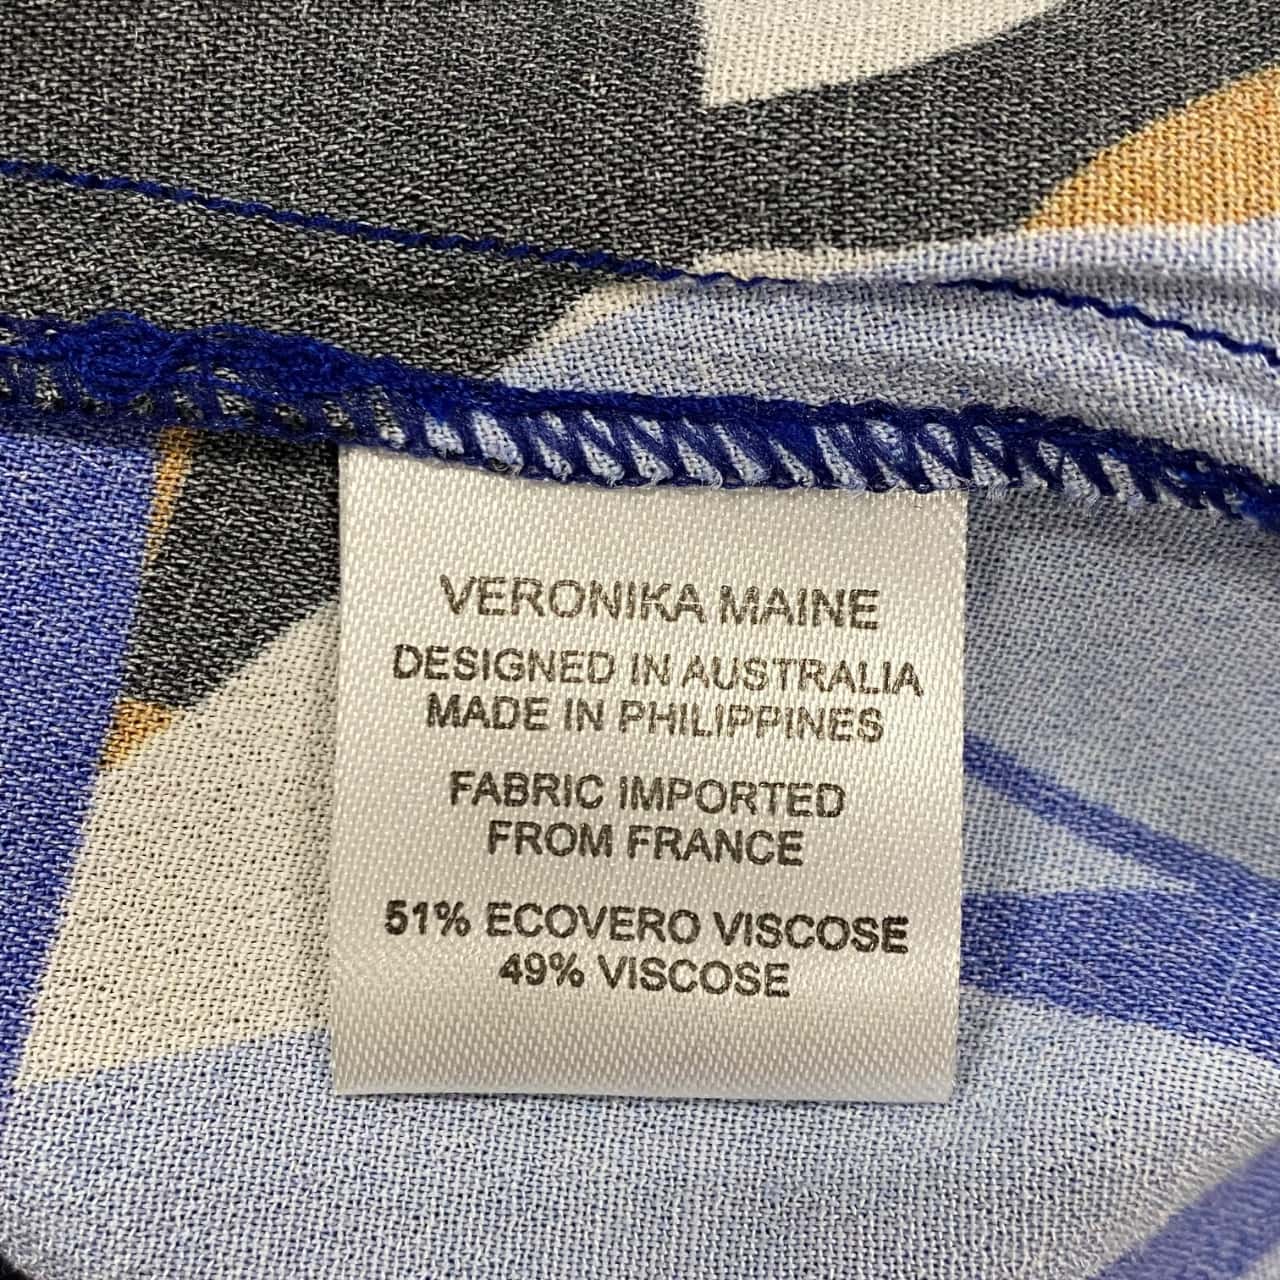 VERONIKA MAINE
DESIGNED IN AUSTRALIA
MADE IN PHILIPPINES
FABRIC IMPORTED
FROM FRANCE
51% ECOVERO VISCOSE
49% VISCOSE